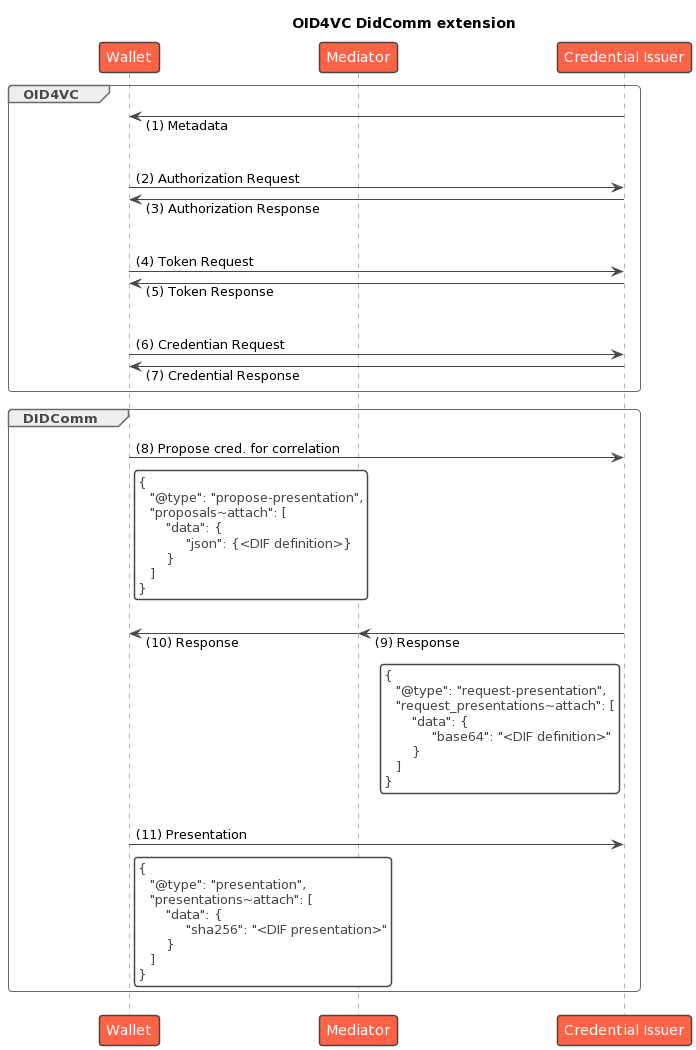 OID4VC DidComm extension
Wallet
Mediator
Credential Issuer
OID4VC
(1) Metadata
(2) Authorization Request
(3) Authorization Response
(4) Token Request
(5) Token Response
(6) Credentian Request
(7) Credential Response
DIDComm
(8) Propose cred. for correlation
{
"@type": "propose-presentation",
"proposals~attach": [
"data": {
"json": {<DIF definition>}
}
]
}
(10) Response
(9) Response
{
"@type": "request-presentation",
"request_presentations~attach": [
"data": {
"base64": "<DIF definition>"
}
]
}
(11) Presentation
{
"@type": "presentation",
"presentations~attach": [
"data": {
"sha256": "<DIF presentation>"
}
]
}
Wallet
Mediator
Credential Issuer